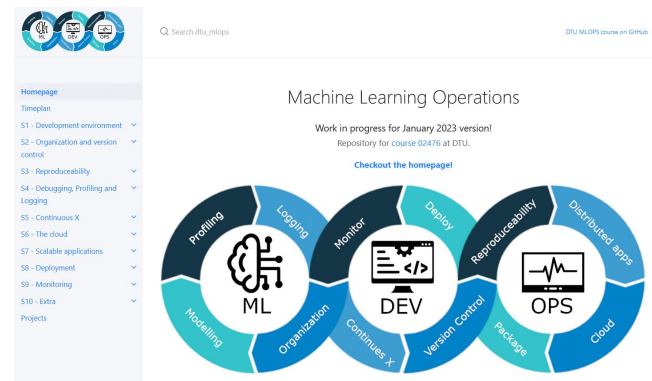 ML
DEV
OPS
Search dtu_mlops
DTU MLOPS course on GitHub
Homepage
Timeplan
S1 - Development environment
S2 - Organization and version
control
S3 - Reproduceability
S4 - Debugging, Profiling and
Logging
S5 - Continuous X
S6 - The cloud
S7 - Scalable applications
S8 - Deployment
S9 - Monitoring
S10 - Extra
Projects
Machine Learning Operations
Work in progress for January 2023 version!
Repository for course 02476 at DTU.
Checkout the homepage!
Profiling
Logging
Monitor
Deploy
Reproduceability
Distributed apps
ML
DEV
OPS
Modelling
Organization
Continues X
Version Control
Package
Cloud